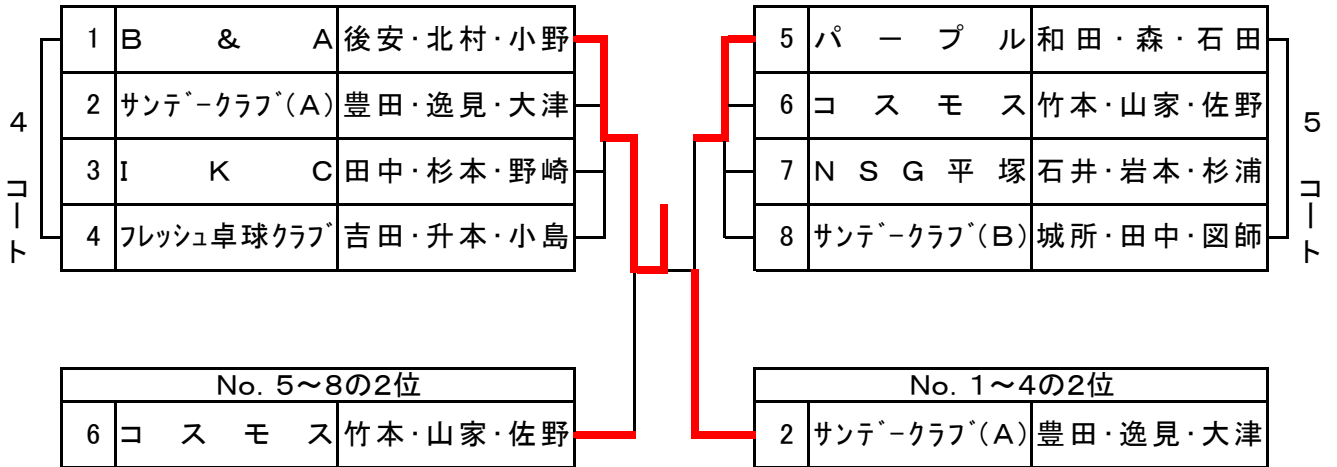 4コート
1 B & A 後安・北村・小野
2 サンデークラブ(A) 豊田・逸見・大津
3 I K C 田中・杉本・野崎
4 フレッシュ卓球クラブ 吉田・升本・小島
5 パープル 和田・森・石田
6 コスモス 竹本・山家・佐野
7 NSG平塚 石井・岩本・杉浦
8 サンデークラブ(B) 城所・田中・図師
5コート
No. 5~8の2位
6 コスモス 竹本・山家・佐野
No. 1~4の2位
2 サンデークラブ(A) 豊田・逸見・大津